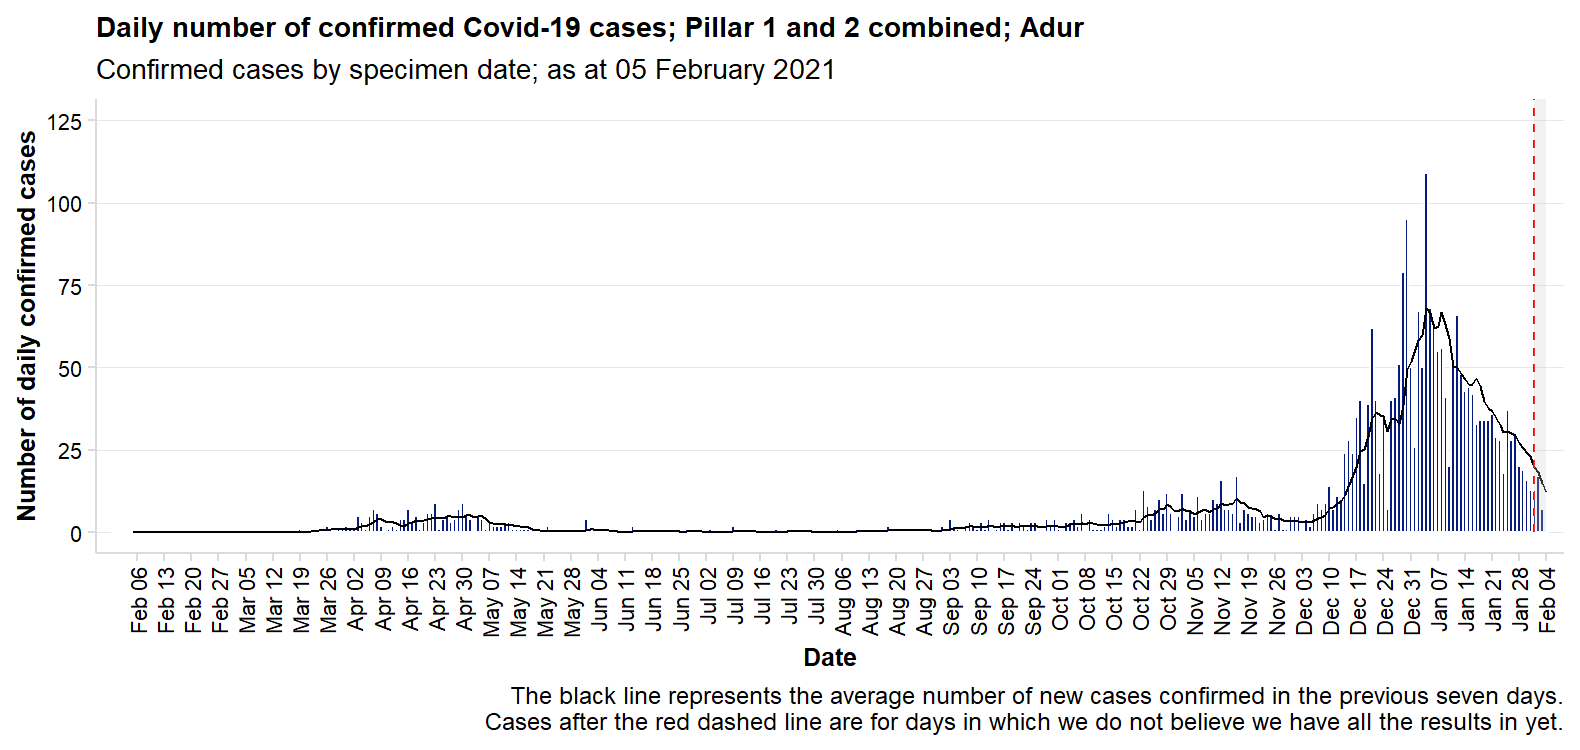 Daily number of confirmed Covid-19 cases; Pillar 1 and 2 combined; Adur
Confirmed cases by specimen date; as at 05 February 2021
Number of daily confirmed cases
125
100
75
50
25
0
Feb 06
Feb 13
Feb 20
Feb 27
Mar 05
Mar 12
Mar 19
Mar 26
Apr 02
Apr 09
Apr 16
Apr 23
Apr 30
May 07
May 14
May 21
May 28
Jun 04
Jun 11
Jun 18
Jun 25
Jul 02
Jul 09
Jul 16
Jul 23
Jul 30
Aug 06
Aug 13
Aug 20
Aug 27
Sep 03
Sep 10
Sep 17
Sep 24
Oct 01
Oct 08
Oct 15
Oct 22
Oct 29
Nov 05
Nov 12
Nov 19
Nov 26
Dec 03
Dec 10
Dec 17
Dec 24
Dec 31
Jan 07
Jan 14
Jan 21
Jan 28
Feb 04
Date
The black line represents the average number of new cases confirmed in the previous seven days.
Cases after the red dashed line are for days in which we do not believe we have all the results in yet.